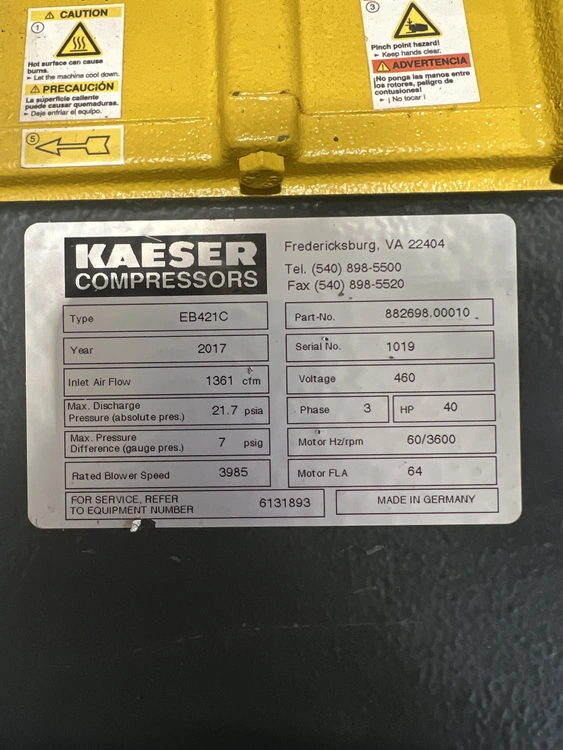 CAUTION
1
Hot surface can cause
burns.
► Let the machine cool down.
PRECAUCIÓN
La superficie caliente
puede causar quemaduras.
► Deje enfriar el equipo.
5
3
Pinch point hazard!
► Keep hands clear.
ADVERTENCIA
¡No ponga las manos entre
los rotores, peligro de
contusiones!
► ¡No tocar!
KAESER
COMPRESSORS
Fredericksburg, VA 22404
Tel. (540) 898-5500
Fax (540) 898-5520
Type EB421C
Part-No. 882698.00010
Year 2017
Serial No. 1019
Inlet Air Flow 1361 cfm
Voltage 460
Max. Discharge
Pressure (absolute pres.) 21.7 psia
Phase 3 HP 40
Max. Pressure
Difference (gauge pres.) 7 psig
Motor Hz/rpm 60/3600
Rated Blower Speed 3985
Motor FLA 64
FOR SERVICE, REFER
TO EQUIPMENT NUMBER 6131893
MADE IN GERMANY